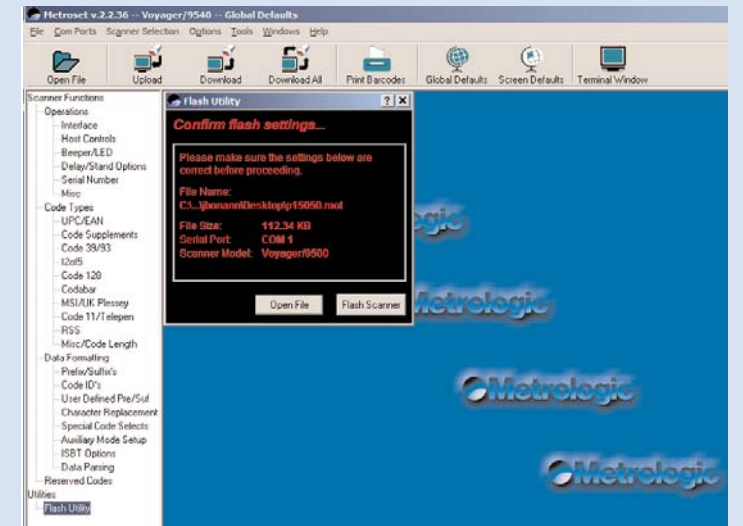 Metroset v.2.2.36 -- Voyager/9540 -- Global Defaults
File Com Ports Scanner Selection Options Tools Windows Help
Open File Upload Download Download All Print Barcodes Global Defaults Screen Defaults Terminal Window
Scanner Functions
Operations
Interface
Host Controls
Beeper/LED
Delay/Stand Options
Serial Number
Misc
Code Types
UPC/EAN
Code Supplements
Code 39/93
I2of5
Code 128
Codabar
MSI/UK Plessey
Code 11/Telepen
RSS
Misc/Code Length
Data Formatting
Prefix/Suffix's
Code ID's
User Defined Pre/Suf
Character Replacement
Special Code Selects
Auxiliary Mode Setup
ISBT Options
Data Parsing
Reserved Codes
Utilities
Flash Utility
Flash Utility
Confirm flash settings...
Please make sure the settings below are
correct before proceeding.
File Name:
C:\...\jbonann\Desktop\p15050.mot
File Size: 112.34 KB
Serial Port: COM 1
Scanner Model: Voyager/9500
Open File Flash Scanner
ogic
Metrologic
Metrologic
Metrologic